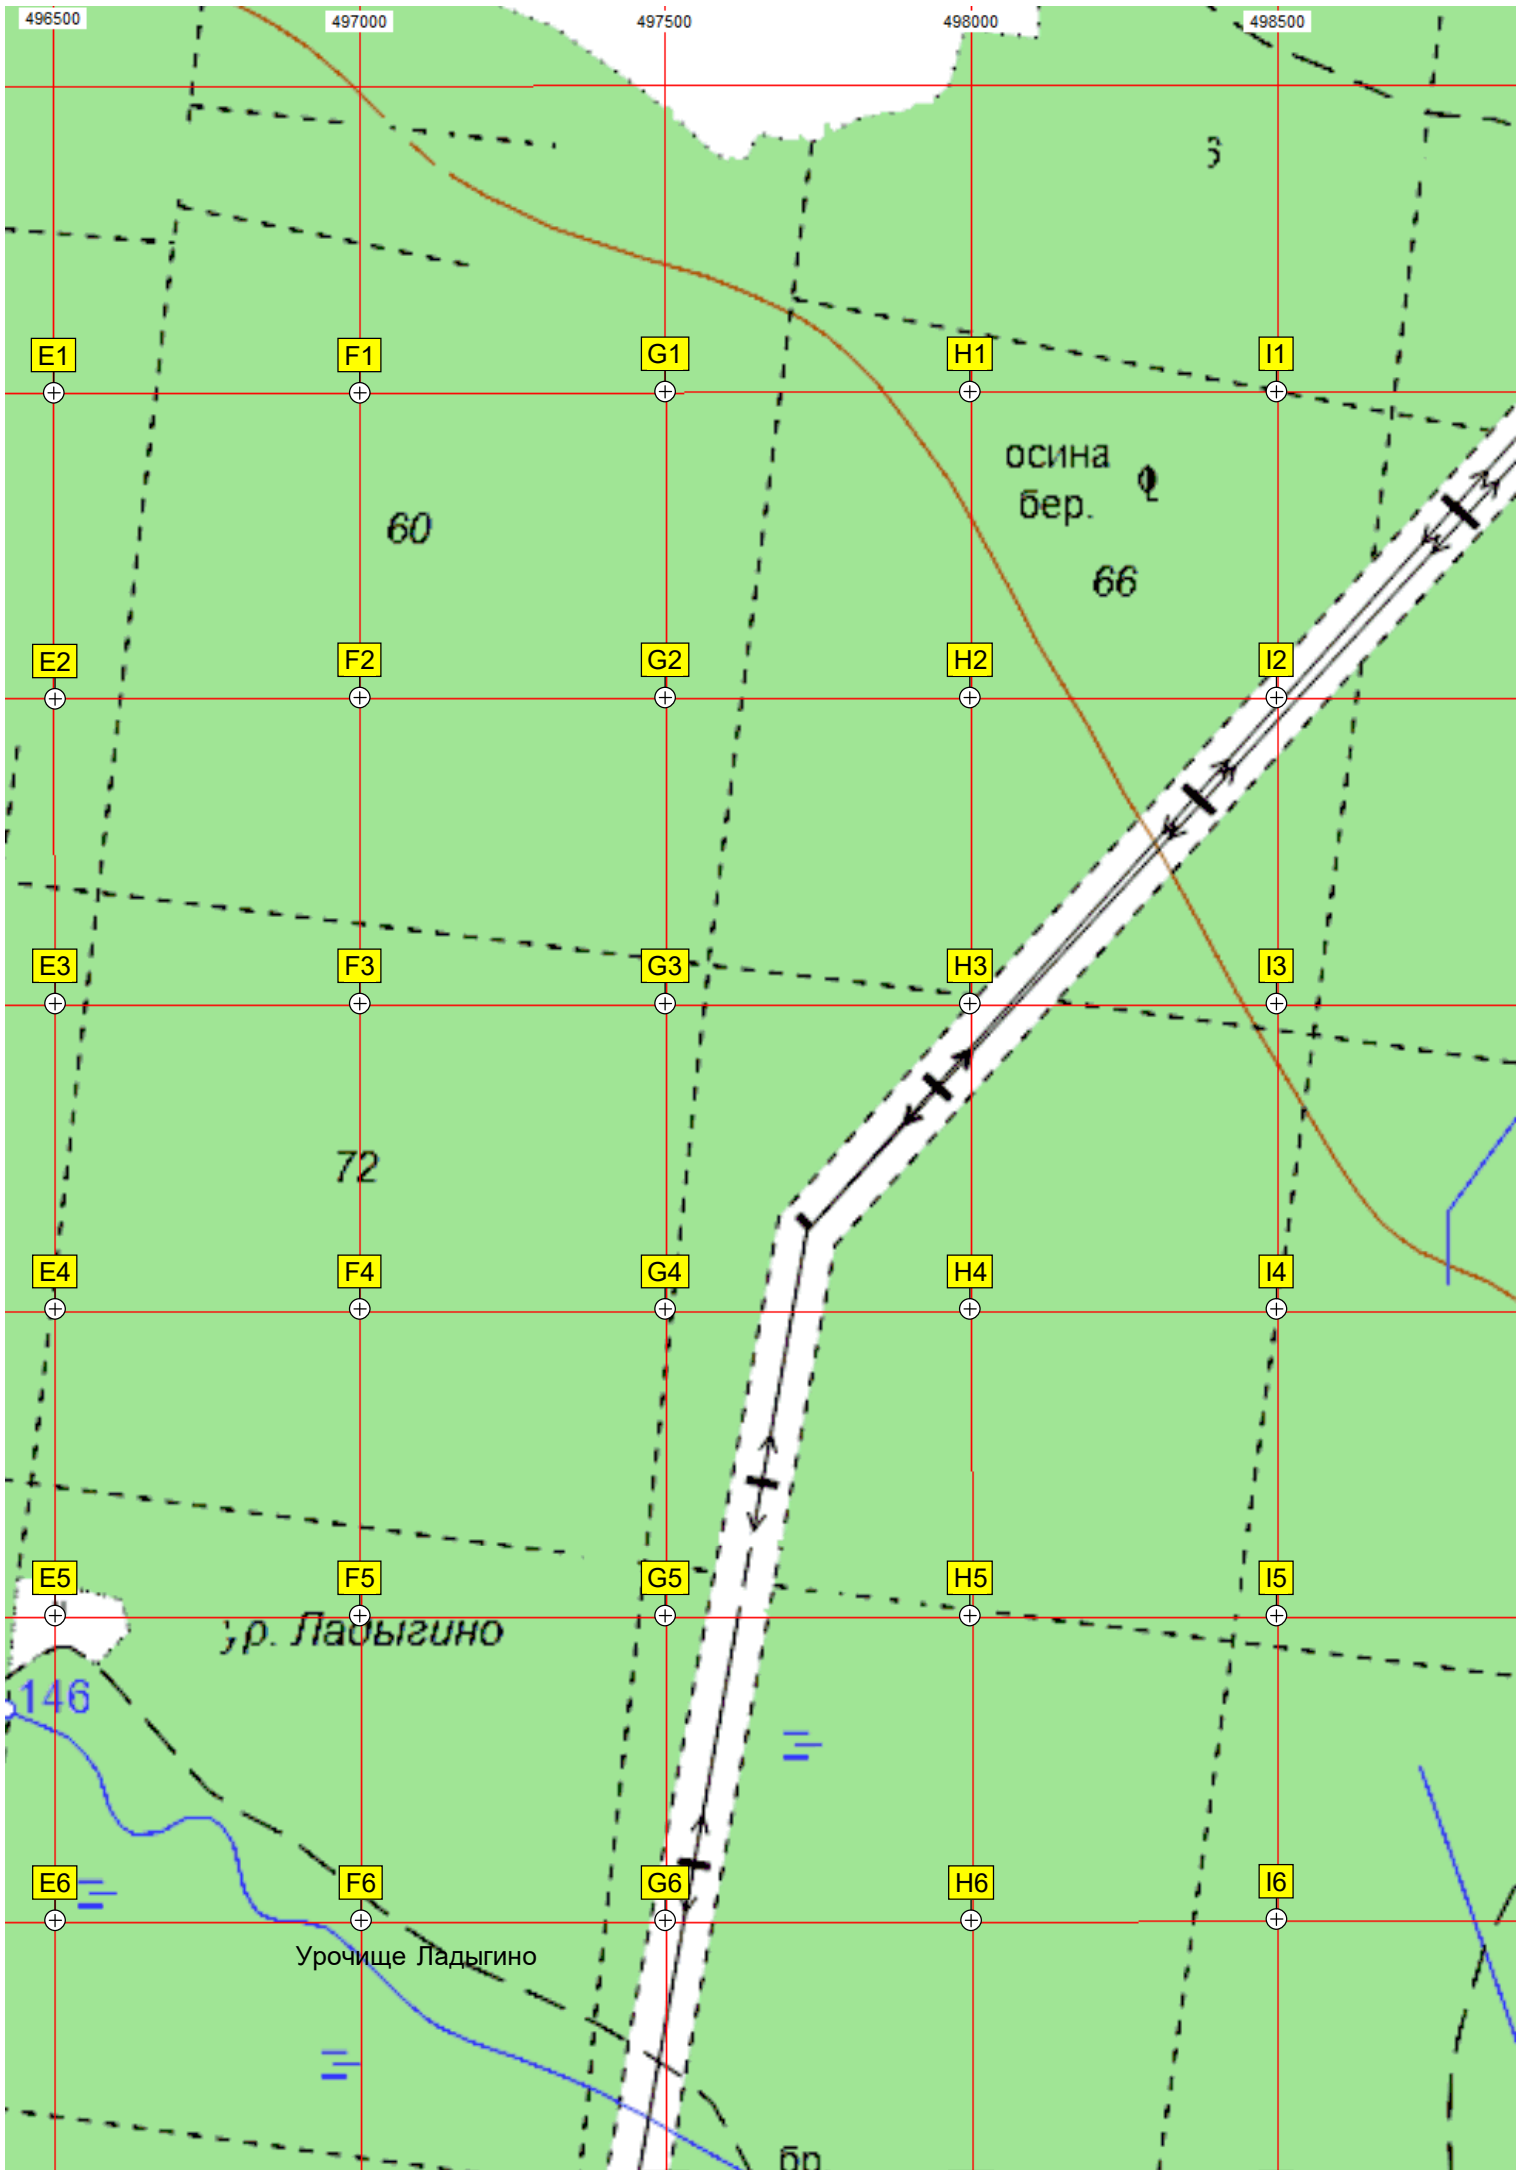 496500 497000 497500 498000 498500
E1 F1 G1 H1 I1
осина
бер.
60
66
E2 F2 G2 H2 I2
E3 F3 G3 H3 I3
72
E4 F4 G4 H4 I4
E5 F5 G5 H5 I5
р. Ладыгино
146
E6 F6 G6 H6 I6
Урочище Ладыгино
бр